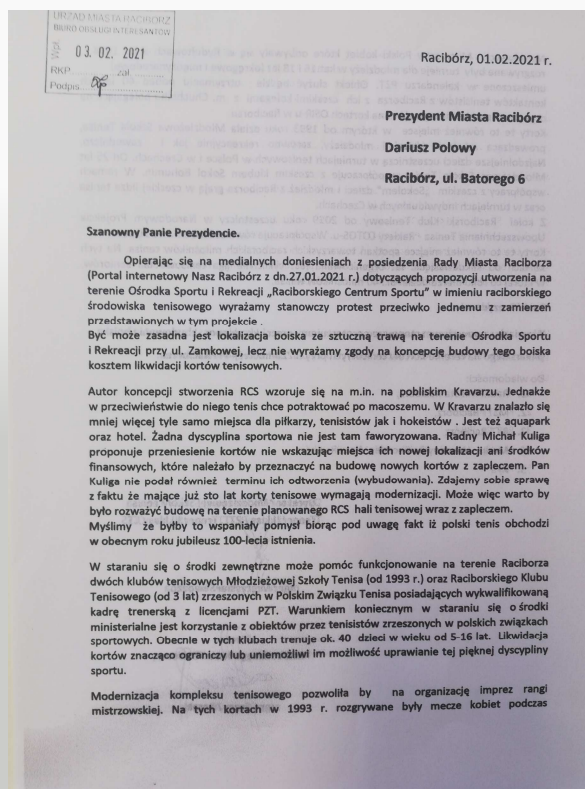 URZĄD MIASTA RACIBÓRZ
BIURO OBSŁUGI INTERESANTÓW
Wpł. 03. 02. 2021
RKP zał.
Podpis
Racibórz, 01.02.2021 r.
Prezydent Miasta Racibórz
Dariusz Polowy
Racibórz, ul. Batorego 6
Szanowny Panie Prezydencie.
Opierając się na medialnych doniesieniach z posiedzenia Rady Miasta Raciborza
(Portal internetowy Nasz Racibórz z dn.27.01.2021 r.) dotyczących propozycji utworzenia na
terenie Ośrodka Sportu i Rekreacji „Raciborskiego Centrum Sportu" w imieniu raciborskiego
środowiska tenisowego wyrażamy stanowczy protest przeciwko jednemu z zamierzeń
przedstawionych w tym projekcie .
Być może zasadna jest lokalizacja boiska ze sztuczną trawą na terenie Ośrodka Sportu
i Rekreacji przy ul. Zamkowej, lecz nie wyrażamy zgody na koncepcję budowy tego boiska
kosztem likwidacji kortów tenisowych.
Autor koncepcji stworzenia RCS wzoruje się na m.in. na pobliskim Kravarzu. Jednakże
w przeciwieństwie do niego tenis chce potraktować po macoszemu. W Kravarzu znalazło się
mniej więcej tyle samo miejsca dla piłkarzy, tenisistów jak i hokeistów . Jest też aquapark
oraz hotel. Żadna dyscyplina sportowa nie jest tam faworyzowana. Radny Michał Kuliga
proponuje przeniesienie kortów nie wskazując miejsca ich nowej lokalizacji ani środków
finansowych, które należało by przeznaczyć na budowę nowych kortów z zapleczem. Pan
Kuliga nie podał również terminu ich odtworzenia (wybudowania). Zdajemy sobie sprawę
z faktu że mające już sto lat korty tenisowe wymagają modernizacji. Może więc warto by
było rozważyć budowę na terenie planowanego RCS hali tenisowej wraz z zapleczem.
Myślimy że byłby to wspaniały pomysł biorąc pod uwagę fakt iż polski tenis obchodzi
w obecnym roku jubileusz 100-lecia istnienia.
W staraniu się o środki zewnętrzne może pomóc funkcjonowanie na terenie Raciborza
dwóch klubów tenisowych Młodzieżowej Szkoły Tenisa (od 1993 r.) oraz Raciborskiego Klubu
Tenisowego (od 3 lat) zrzeszonych w Polskim Związku Tenisa posiadających wykwalifikowaną
kadrę trenerską z licencjami PZT. Warunkiem koniecznym w staraniu się o środki
ministerialne jest korzystanie z obiektów przez tenisistów zrzeszonych w polskich związkach
sportowych. Obecnie w tych klubach trenuje ok. 40 dzieci w wieku od 5-16 lat. Likwidacja
kortów znacząco ograniczy lub uniemożliwi im możliwość uprawianie tej pięknej dyscypliny
sportu.
Modernizacja kompleksu tenisowego pozwoliła by na organizację imprez rangi
mistrzowskiej. Na tych kortach w 1993 r. rozgrywane były mecze kobiet podczas